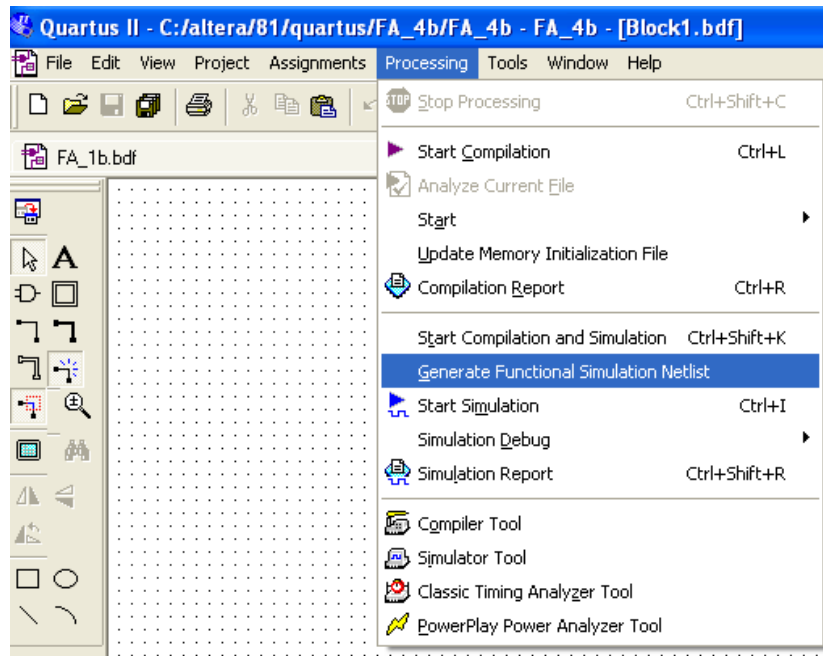 Quartus II - C:/altera/81/quartus/FA_4b/FA_4b - FA_4b - [Block1.bdf]
File Edit View Project Assignments Processing Tools Window Help
STOP Stop Processing Ctrl+Shift+C
FA_1b.bdf
Start Compilation Ctrl+L
Analyze Current File
Start
Update Memory Initialization File
Compilation Report Ctrl+R
Start Compilation and Simulation Ctrl+Shift+K
Generate Functional Simulation Netlist
Start Simulation Ctrl+I
Simulation Debug
Simulation Report Ctrl+Shift+R
Compiler Tool
Simulator Tool
Classic Timing Analyzer Tool
PowerPlay Power Analyzer Tool
A